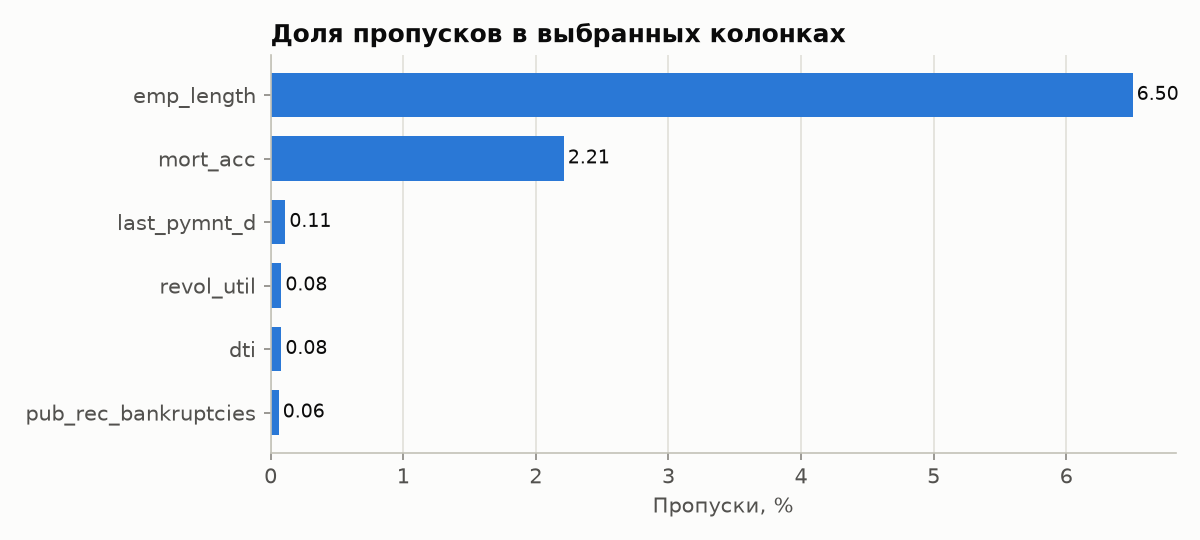 Доля пропусков в выбранных колонках
emp_length 6.50
mort_acc 2.21
last_pymnt_d 0.11
revol_util 0.08
dti 0.08
pub_rec_bankruptcies 0.06
0 1 2 3 4 5 6
Пропуски, %